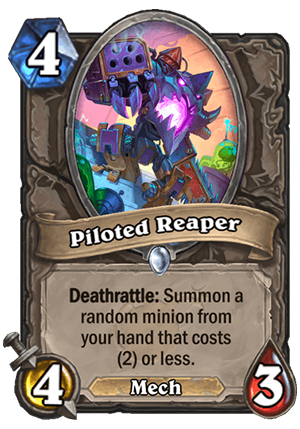 4
Piloted Reaper
Deathrattle: Summon a
random minion from
your hand that costs
(2) or less.
4
Mech
3